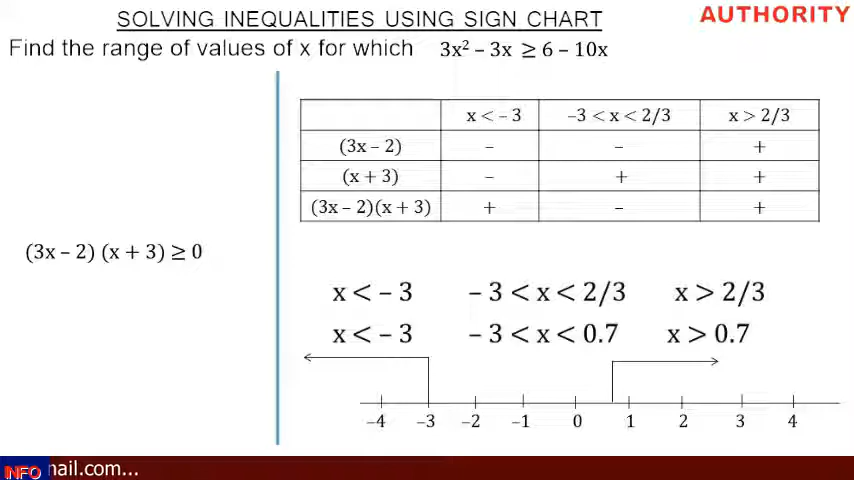 SOLVING INEQUALITIES USING SIGN CHART
AUTHORITY
Find the range of values of x for which 3x² – 3x ≥ 6 – 10x
x < – 3 –3 < x < 2/3 x > 2/3
(3x – 2) – – +
(x + 3) – + +
(3x – 2)(x + 3) + – +
(3x – 2) (x + 3) ≥ 0
x < – 3 – 3 < x < 2/3 x > 2/3
x < – 3 – 3 < x < 0.7 x > 0.7
–4 –3 –2 –1 0 1 2 3 4
INFO nail.com...